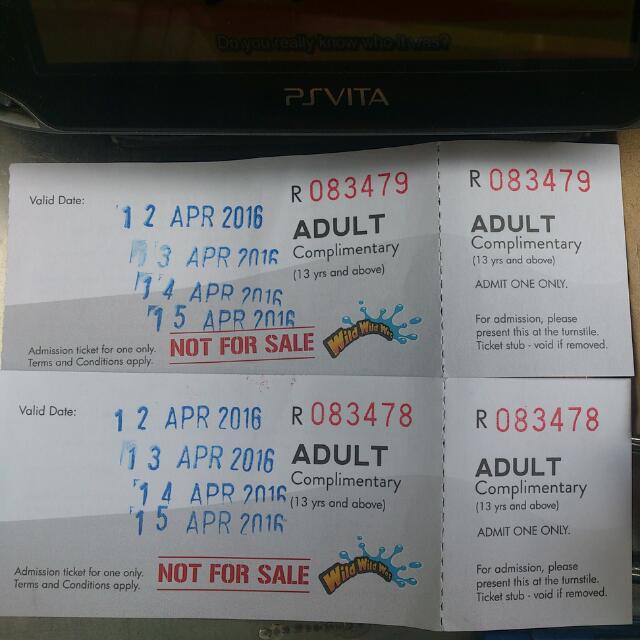 Do you really know who it was?
PSVITA
Valid Date:
12 APR 2016
13 APR 2016
14 APR 2016
15 APR 2016
R 083479
ADULT
Complimentary
(13 yrs and above)
Admission ticket for one only.
Terms and Conditions apply.
NOT FOR SALE
Wild Wild Wet
R 083479
ADULT
Complimentary
(13 yrs and above)
ADMIT ONE ONLY.
For admission, please
present this at the turnstile.
Ticket stub - void if removed.
Valid Date:
12 APR 2016
13 APR 2016
14 APR 2016
15 APR 2016
R 083478
ADULT
Complimentary
(13 yrs and above)
Admission ticket for one only.
Terms and Conditions apply.
NOT FOR SALE
Wild Wild Wet
R 083478
ADULT
Complimentary
(13 yrs and above)
ADMIT ONE ONLY.
For admission, please
present this at the turnstile.
Ticket stub - void if removed.